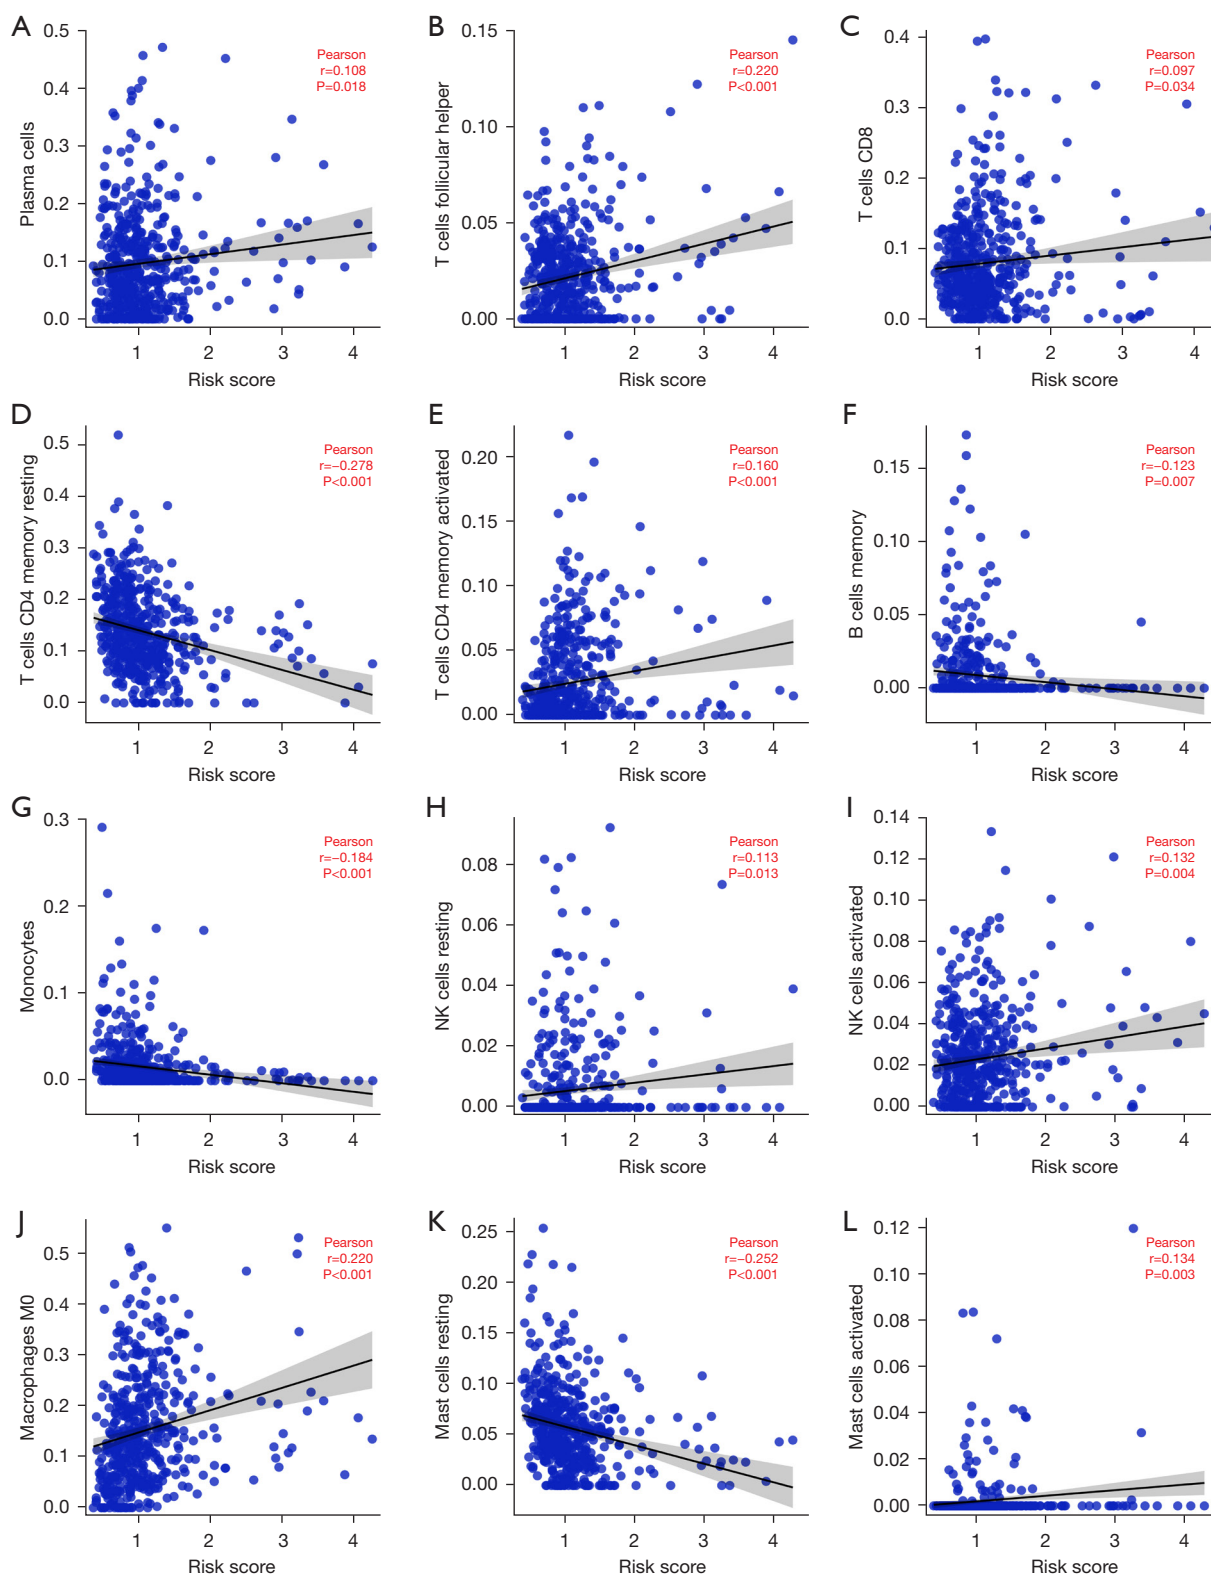 A
Plasma cells
0.5
0.4
0.3
0.2
0.1
0.0
Pearson
r=0.108
P=0.018
1 2 3 4
Risk score
B
T cells follicular helper
0.15
0.10
0.05
0.00
Pearson
r=0.220
P<0.001
1 2 3 4
Risk score
C
T cells CD8
0.4
0.3
0.2
0.1
0.0
Pearson
r=0.097
P=0.034
1 2 3 4
Risk score
D
T cells CD4 memory resting
0.5
0.4
0.3
0.2
0.1
0.0
Pearson
r=−0.278
P<0.001
1 2 3 4
Risk score
E
T cells CD4 memory activated
0.20
0.15
0.10
0.05
0.00
Pearson
r=0.160
P<0.001
1 2 3 4
Risk score
F
B cells memory
0.15
0.10
0.05
0.00
Pearson
r=−0.123
P=0.007
1 2 3 4
Risk score
G
Monocytes
0.3
0.2
0.1
0.0
Pearson
r=−0.184
P<0.001
1 2 3 4
Risk score
H
NK cells resting
0.08
0.06
0.04
0.02
0.00
Pearson
r=0.113
P=0.013
1 2 3 4
Risk score
I
NK cells activated
0.14
0.12
0.10
0.08
0.06
0.04
0.02
0.00
Pearson
r=0.132
P=0.004
1 2 3 4
Risk score
J
Macrophages M0
0.5
0.4
0.3
0.2
0.1
0.0
Pearson
r=0.220
P<0.001
1 2 3 4
Risk score
K
Mast cells resting
0.25
0.20
0.15
0.10
0.05
0.00
Pearson
r=−0.252
P<0.001
1 2 3 4
Risk score
L
Mast cells activated
0.12
0.10
0.08
0.06
0.04
0.02
0.00
Pearson
r=0.134
P=0.003
1 2 3 4
Risk score